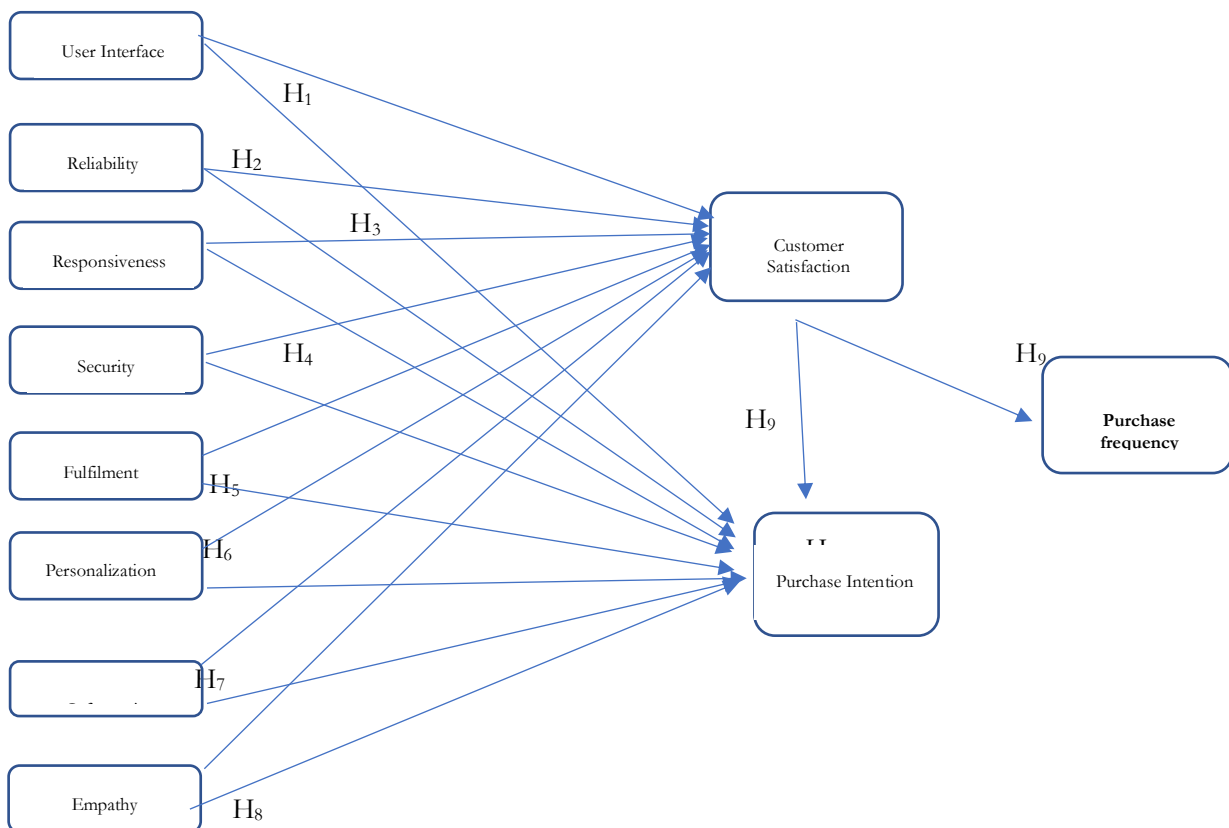 User Interface
H₁
Reliability
H₂
Responsiveness
H₃
Customer
Satisfaction
Security
H₄
H₉
Purchase
frequency
H₉
Fulfilment
H₅
Personalization
H₆
Purchase Intention
H₇
Empathy
H₈